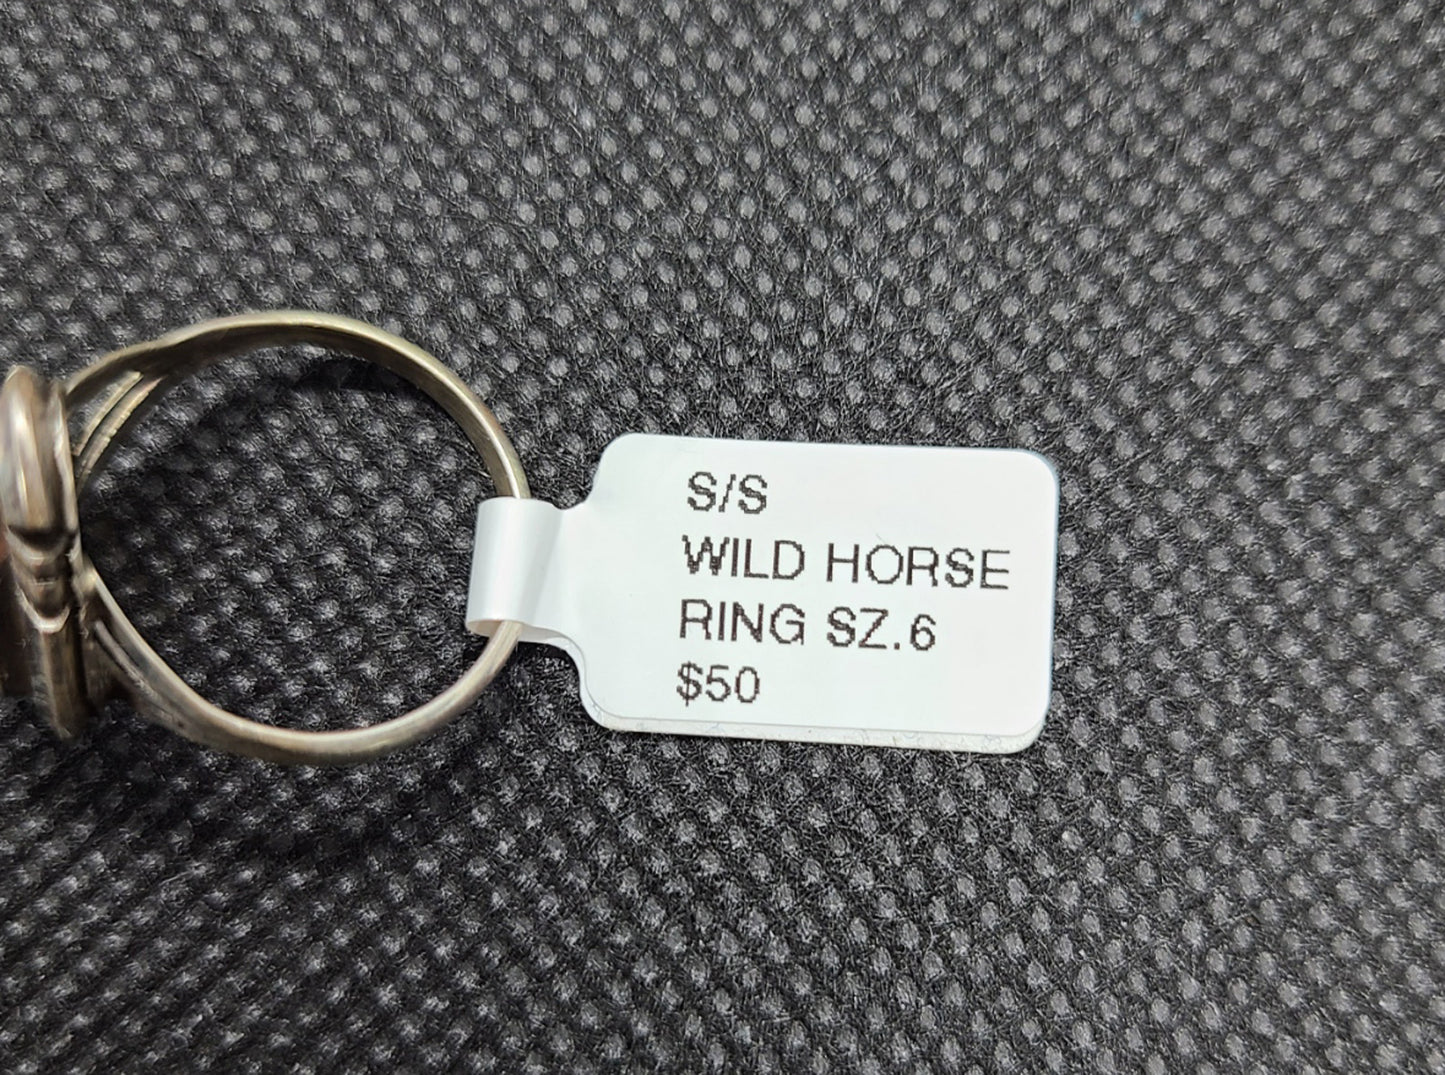 S/S
WILD HORSE
RING SZ.6
$50